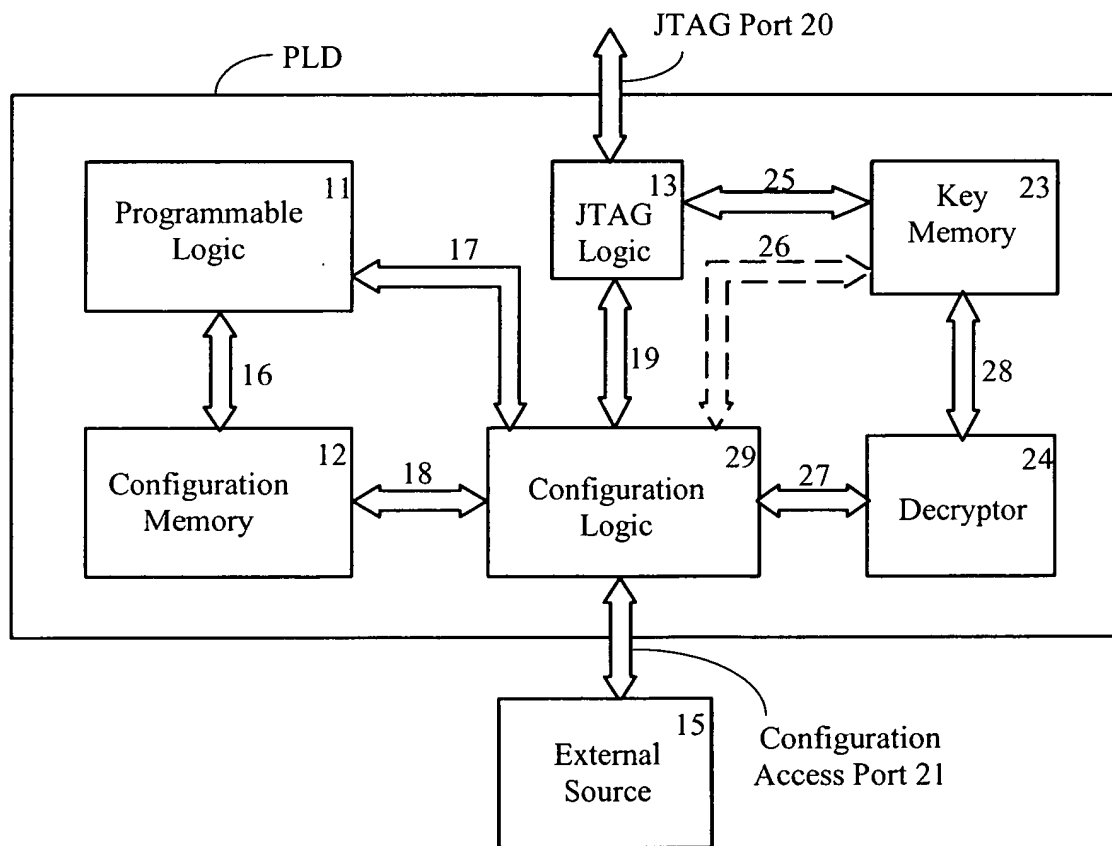 JTAG Port 20
PLD
11
Programmable
Logic
13
JTAG
Logic
25
23
Key
Memory
17
26
16
19
28
12
Configuration
Memory
18
29
Configuration
Logic
27
24
Decryptor
15
External
Source
Configuration
Access Port 21